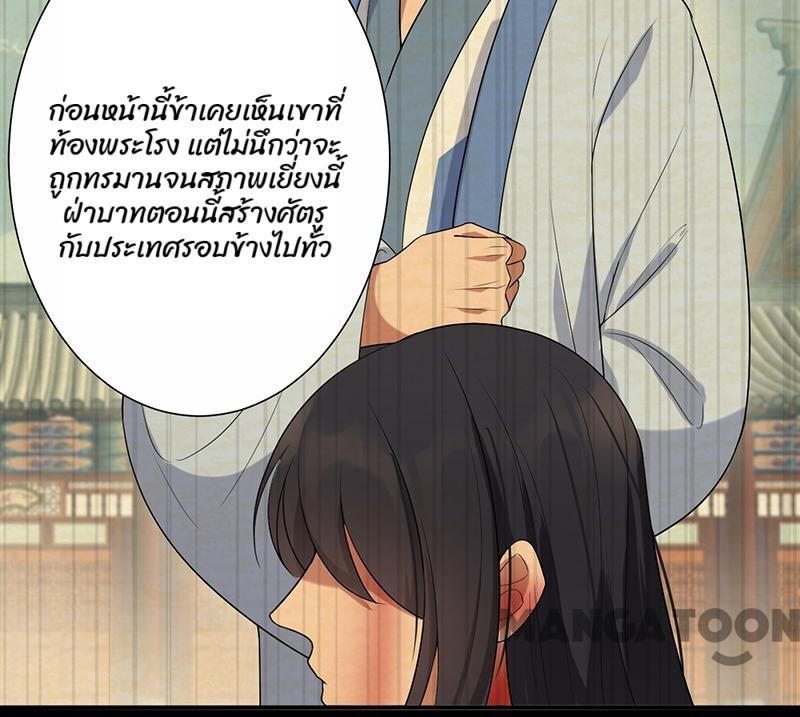 ก่อนหน้านี้ข้าเคยเห็นเขาที่
ท้องพระโรง แต่ไม่นึกว่าจะ
ถูกทรมานจนสภาพเยี่ยงนี้
ฝ่าบาทตอนนี้สร้างศัตรู
กับประเทศรอบข้างไปทั่ว
MANGATOON